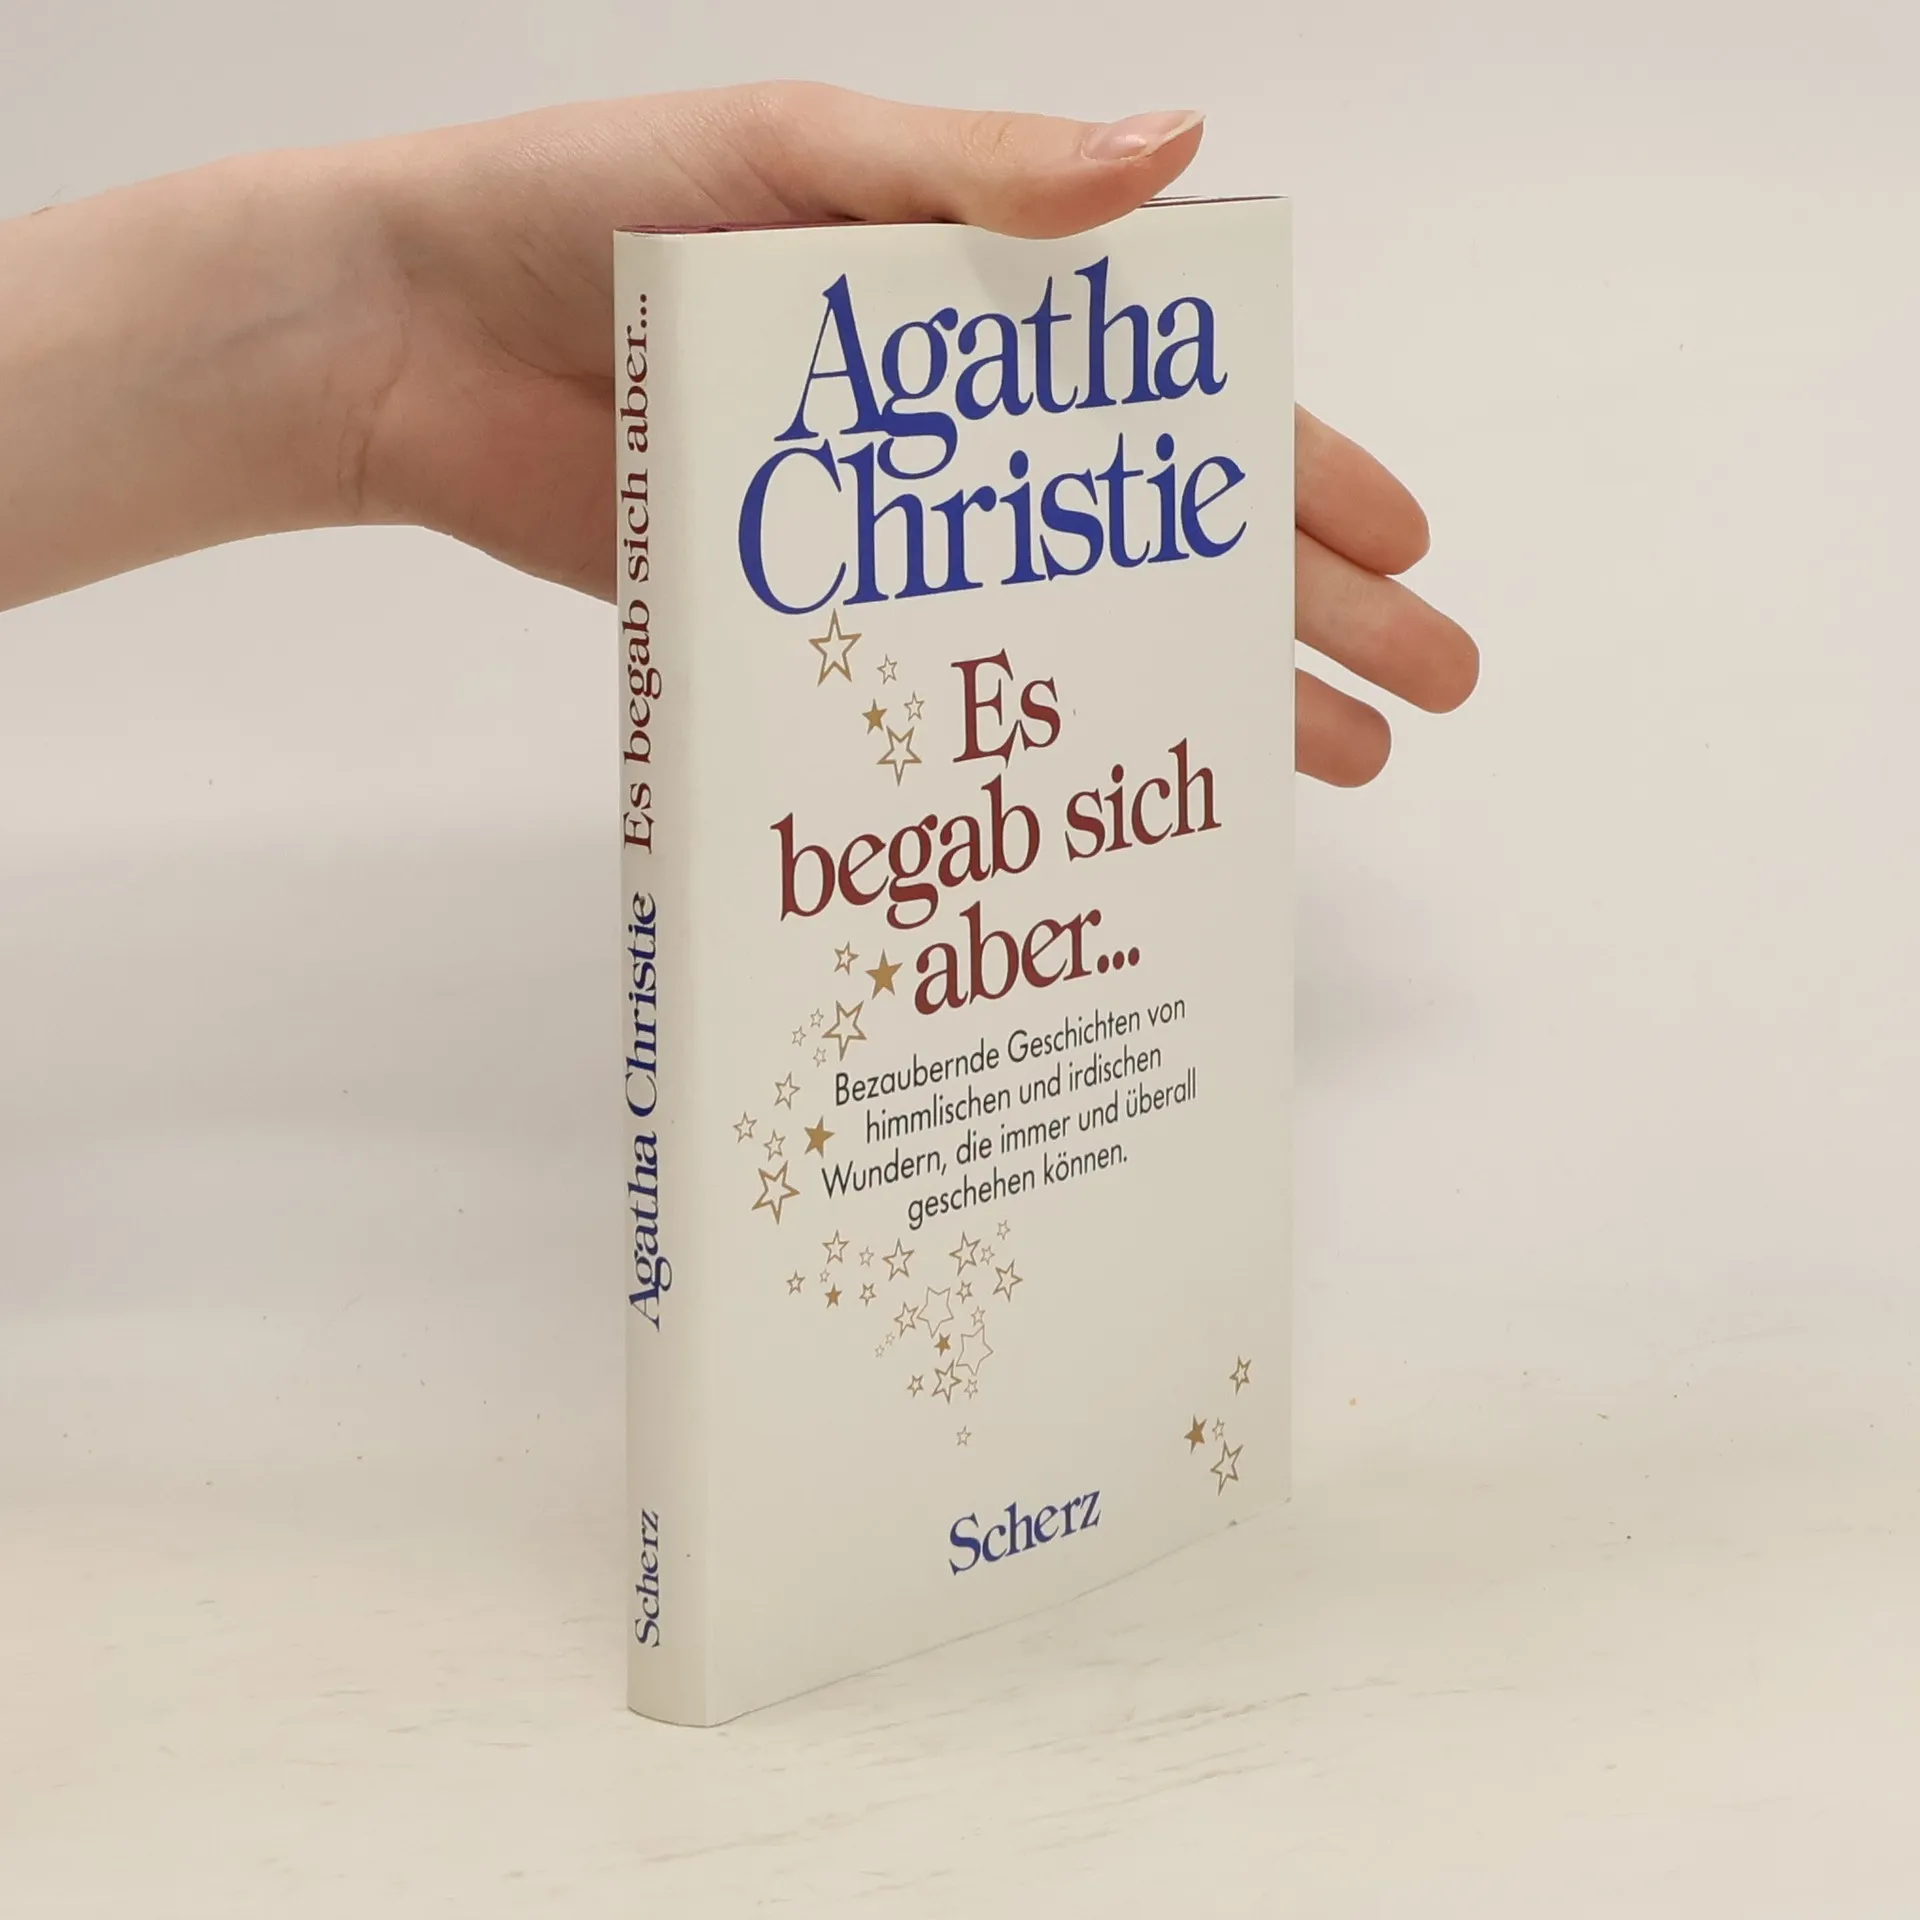 Agatha
Christie
Es
begab sich
aber...
Bezaubernde Geschichten von
himmlischen und irdischen
Wundern, die immer und überall
geschehen können.
Scherz
Scherz Agatha Christie Es begab sich aber...